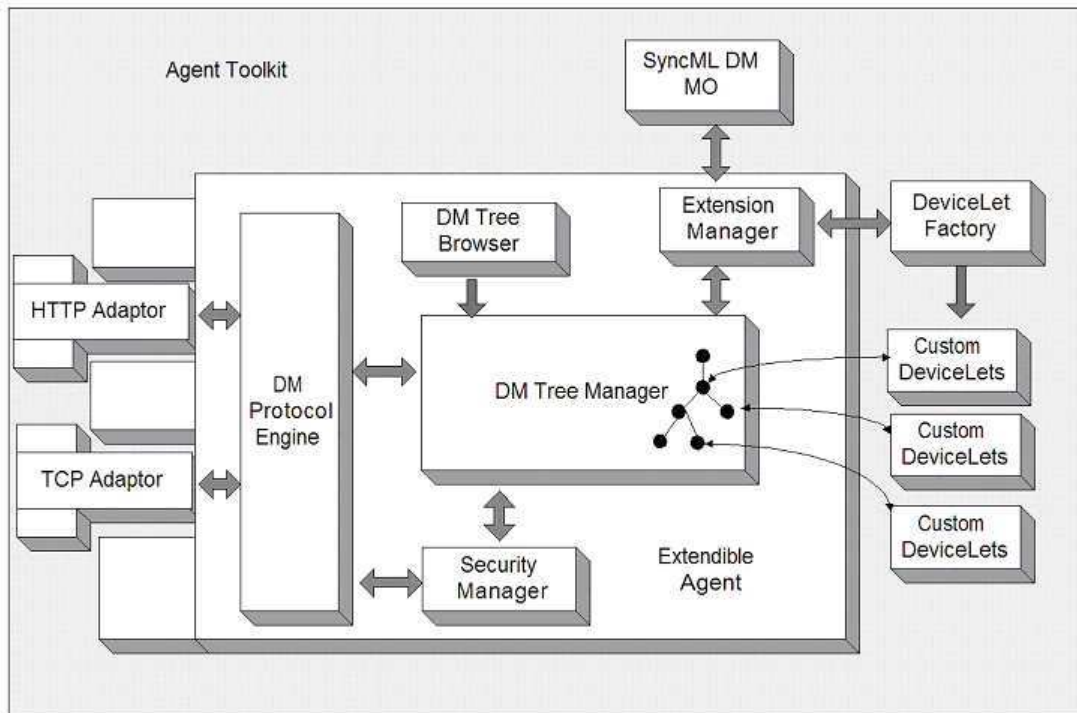 Agent Toolkit
SyncML DM
MO
Extension
Manager
DeviceLet
Factory
DM Tree
Browser
HTTP Adaptor
DM
Protocol
Engine
DM Tree Manager
Custom
DeviceLets
Custom
DeviceLets
TCP Adaptor
Custom
DeviceLets
Security
Manager
Extendible
Agent